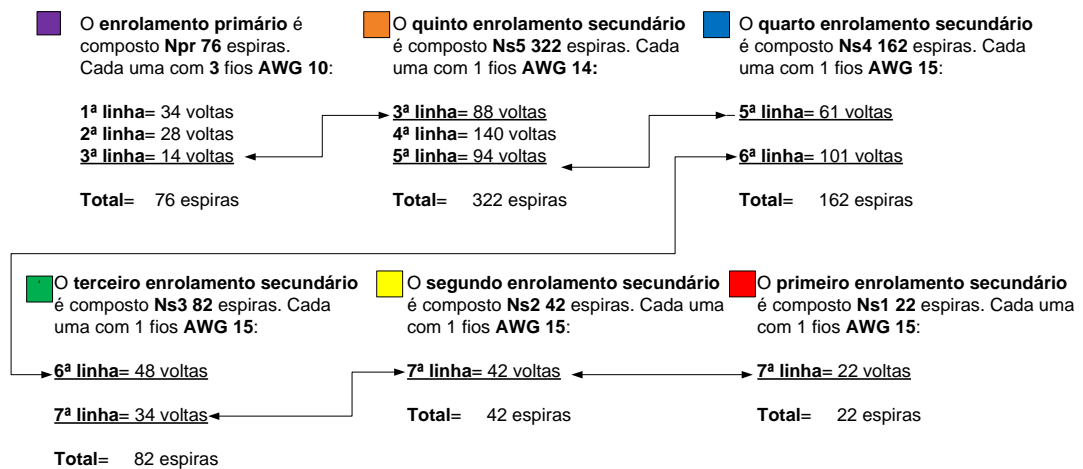 O enrolamento primário é
composto Npr 76 espiras.
Cada uma com 3 fios AWG 10:
1ª linha= 34 voltas
2ª linha= 28 voltas
3ª linha= 14 voltas
Total= 76 espiras
O quinto enrolamento secundário
é composto Ns5 322 espiras. Cada
uma com 1 fios AWG 14:
3ª linha= 88 voltas
4ª linha= 140 voltas
5ª linha= 94 voltas
Total= 322 espiras
O quarto enrolamento secundário
é composto Ns4 162 espiras. Cada
uma com 1 fios AWG 15:
5ª linha= 61 voltas
6ª linha= 101 voltas
Total= 162 espiras
O terceiro enrolamento secundário
é composto Ns3 82 espiras. Cada
uma com 1 fios AWG 15:
6ª linha= 48 voltas
7ª linha= 34 voltas
Total= 82 espiras
O segundo enrolamento secundário
é composto Ns2 42 espiras. Cada uma
com 1 fios AWG 15:
7ª linha= 42 voltas
Total= 42 espiras
O primeiro enrolamento secundário
é composto Ns1 22 espiras. Cada uma
com 1 fios AWG 15:
7ª linha= 22 voltas
Total= 22 espiras